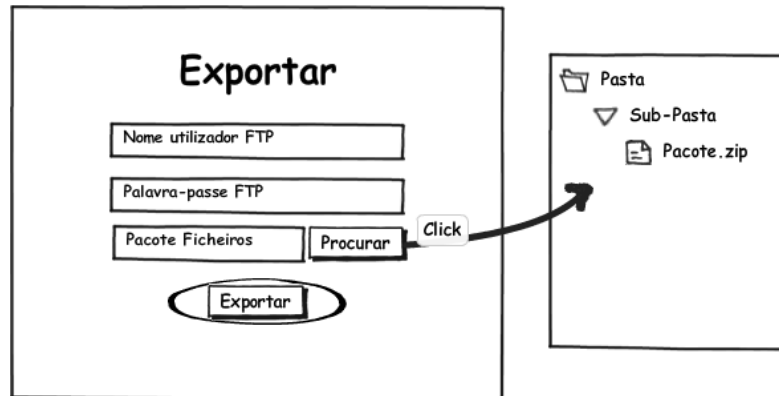 Exportar
Nome utilizador FTP
Palavra-passe FTP
Pacote Ficheiros
Procurar
Click
Exportar
Pasta
Sub-Pasta
Pacote.zip